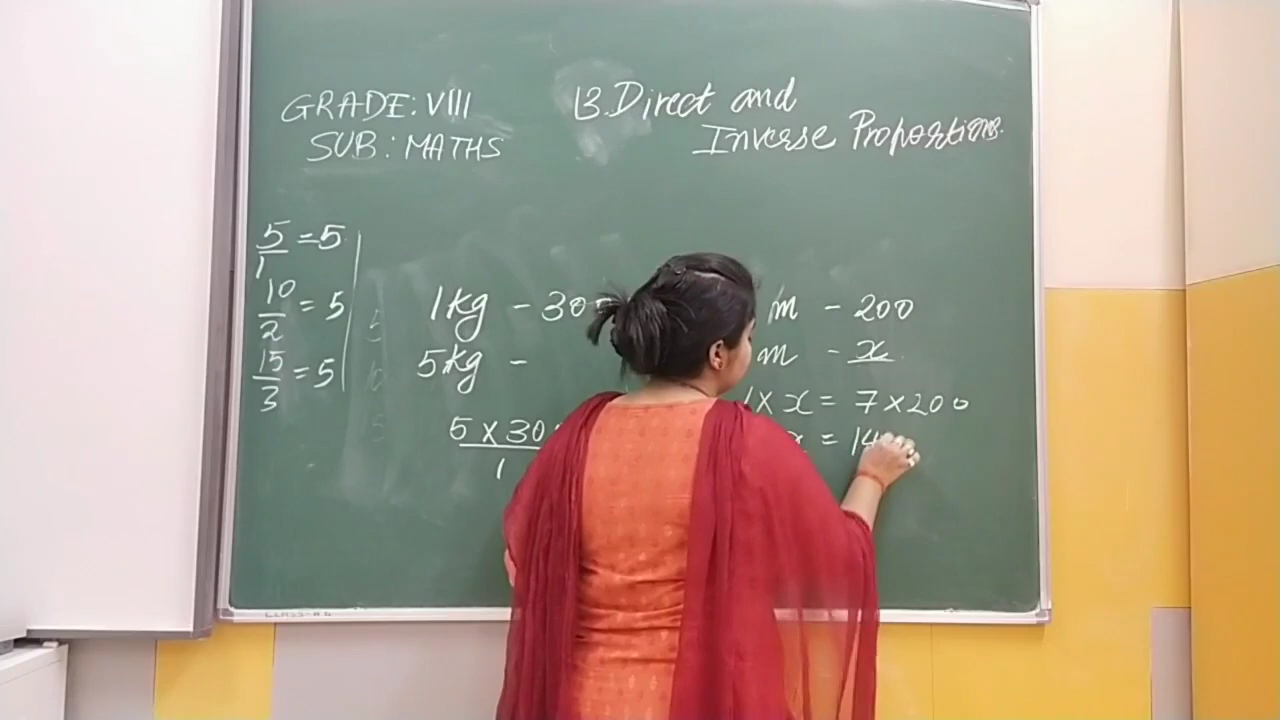 GRADE: VIII
SUB: MATHS
13. Direct and
Inverse Proportions.
5/1 = 5
10/2 = 5
15/3 = 5
1kg - 300
5kg -
5 x 30
1
m - 200
m - x
1 x x = 7 x 200
x = 14